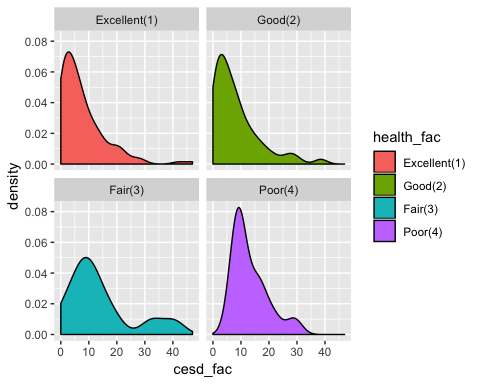 Excellent(1) Good(2)
0.08
0.06
0.04
0.02
0.00
Fair(3) Poor(4)
0.08
0.06
0.04
0.02
0.00
0 10 20 30 40 0 10 20 30 40
density
cesd_fac
health_fac
Excellent(1)
Good(2)
Fair(3)
Poor(4)